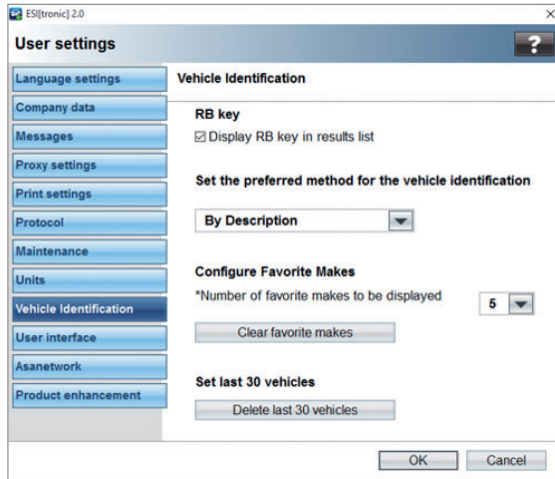 ESI[tronic] 2.0
User settings
?
Language settings
Company data
Messages
Proxy settings
Print settings
Protocol
Maintenance
Units
Vehicle Identification
User interface
Asanetwork
Product enhancement
Vehicle Identification
RB key
Display RB key in results list
Set the preferred method for the vehicle identification
By Description
Configure Favorite Makes
*Number of favorite makes to be displayed
5
Clear favorite makes
Set last 30 vehicles
Delete last 30 vehicles
OK
Cancel